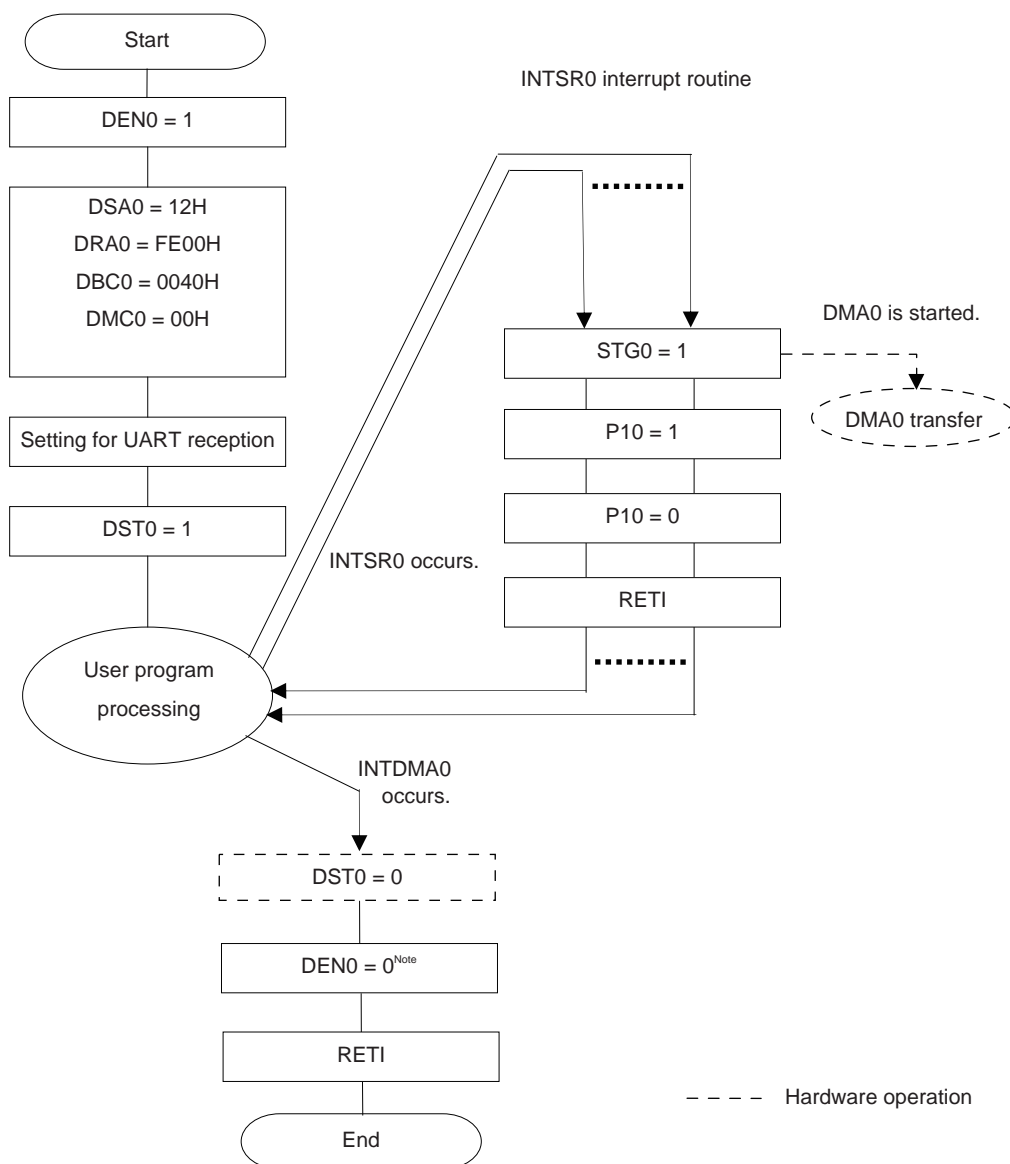 Start
DEN0 = 1
DSA0 = 12H
DRA0 = FE00H
DBC0 = 0040H
DMC0 = 00H
Setting for UART reception
DST0 = 1
User program
processing
INTSR0 interrupt routine
INTSR0 occurs.
STG0 = 1
P10 = 1
P10 = 0
RETI
DMA0 is started.
DMA0 transfer
INTDMA0
occurs.
DST0 = 0
DEN0 = 0Note
RETI
End
Hardware operation